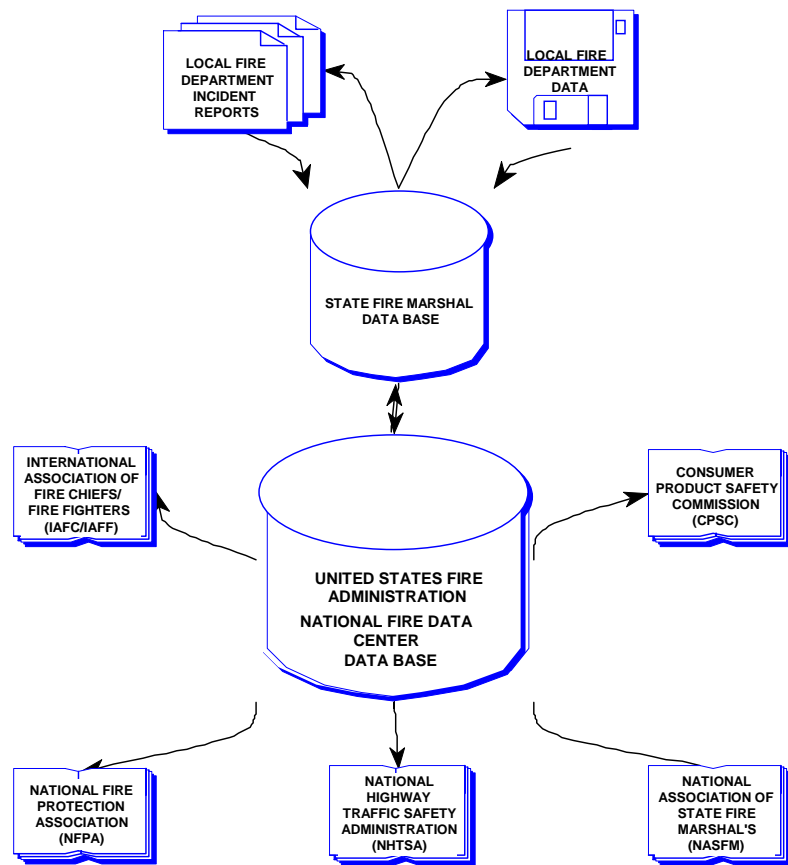 LOCAL FIRE
DEPARTMENT
INCIDENT
REPORTS
LOCAL FIRE
DEPARTMENT
DATA
STATE FIRE MARSHAL
DATA BASE
INTERNATIONAL
ASSOCIATION OF
FIRE CHIEFS/
FIRE FIGHTERS
(IAFC/IAFF)
CONSUMER
PRODUCT SAFETY
COMMISSION
(CPSC)
UNITED STATES FIRE
ADMINISTRATION
NATIONAL FIRE DATA
CENTER
DATA BASE
NATIONAL FIRE
PROTECTION
ASSOCIATION (NFPA)
NATIONAL
HIGHWAY
TRAFFIC SAFETY
ADMINISTRATION
(NHTSA)
NATIONAL
ASSOCIATION OF
STATE FIRE
MARSHAL'S
(NASFM)